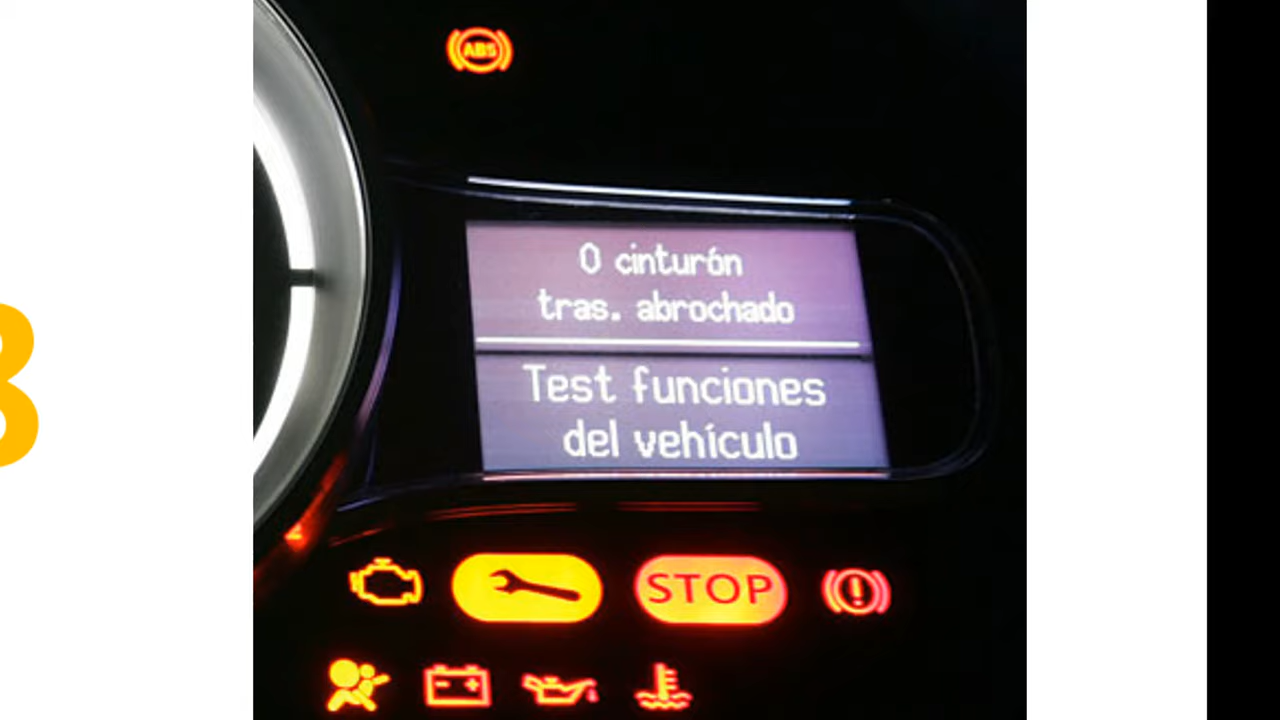 ABS
0 cinturón
tras. abrochado
Test funciones
del vehículo
STOP